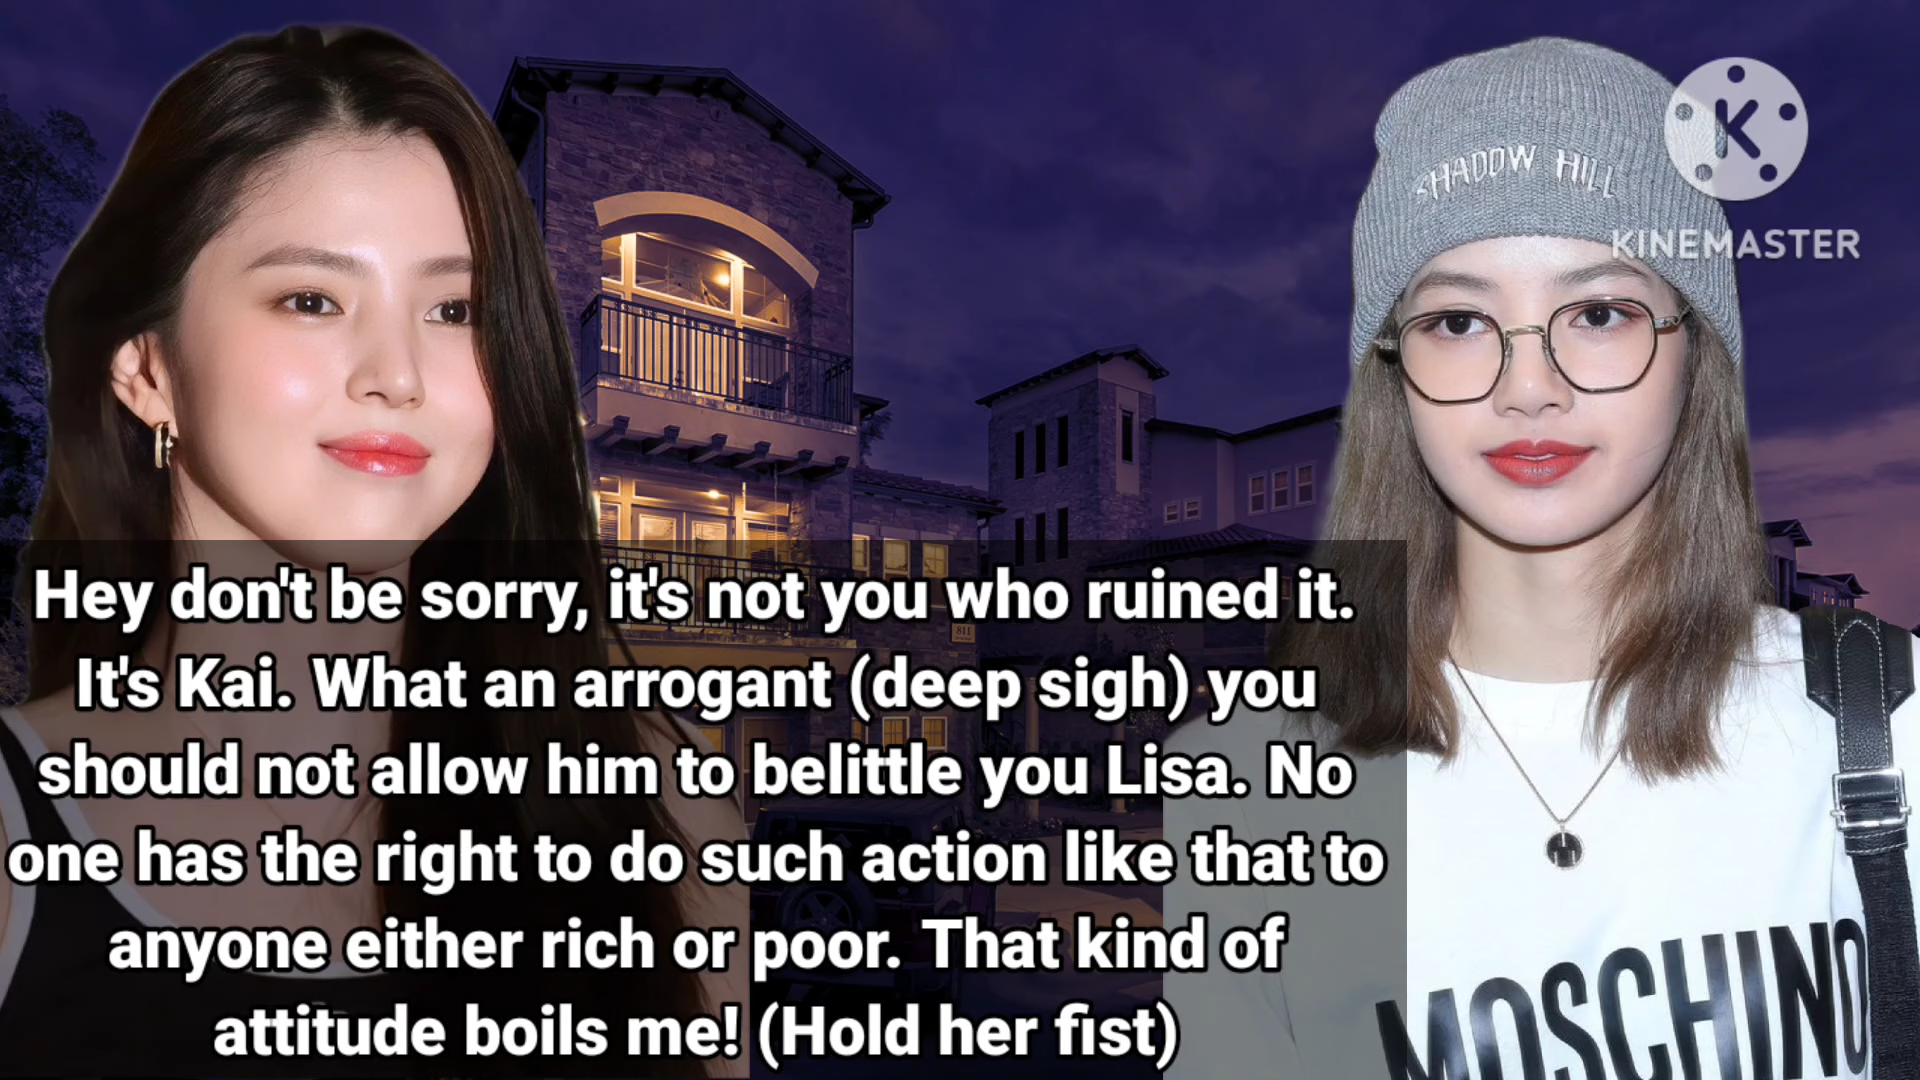 SHADOW HILL
K
KINEMASTER
811
Hey don't be sorry, it's not you who ruined it.
It's Kai. What an arrogant (deep sigh) you
should not allow him to belittle you Lisa. No
one has the right to do such action like that to
anyone either rich or poor. That kind of
attitude boils me! (Hold her fist)
MOSCHINO